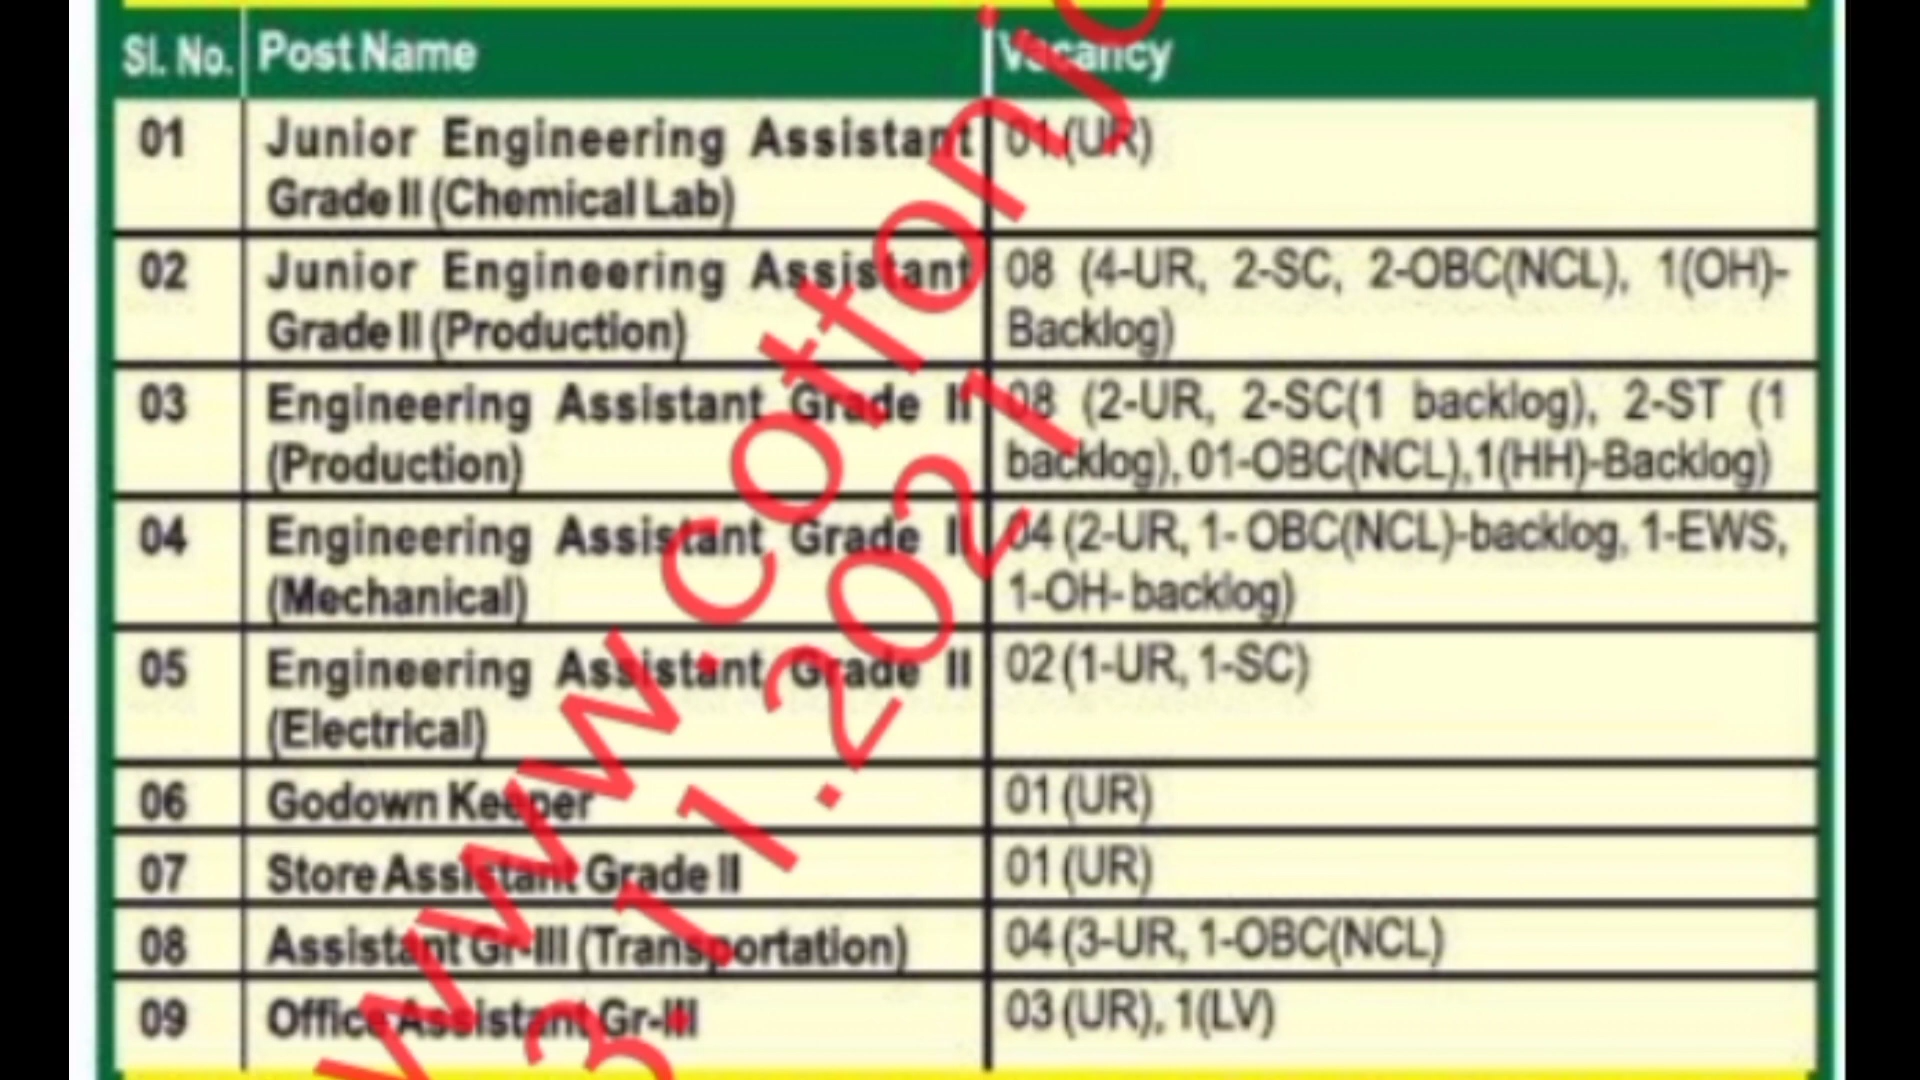 Sl. No. Post Name Vacancy
01 Junior Engineering Assistant 01 (UR)
Grade II (Chemical Lab)
02 Junior Engineering Assistant 08 (4-UR, 2-SC, 2-OBC(NCL), 1(OH)-
Grade II (Production) Backlog)
03 Engineering Assistant Grade II 08 (2-UR, 2-SC(1 backlog), 2-ST (1
(Production) backlog), 01-OBC(NCL),1(HH)-Backlog)
04 Engineering Assistant Grade II 04 (2-UR, 1- OBC(NCL)-backlog, 1-EWS,
(Mechanical) 1-OH- backlog)
05 Engineering Assistant Grade II 02 (1-UR, 1-SC)
(Electrical)
06 Godown Keeper 01 (UR)
07 Store Assistant Grade II 01 (UR)
08 Assistant Gr-III (Transportation) 04 (3-UR, 1-OBC(NCL)
09 Office Assistant Gr-III 03 (UR), 1(LV)
3.11.2021